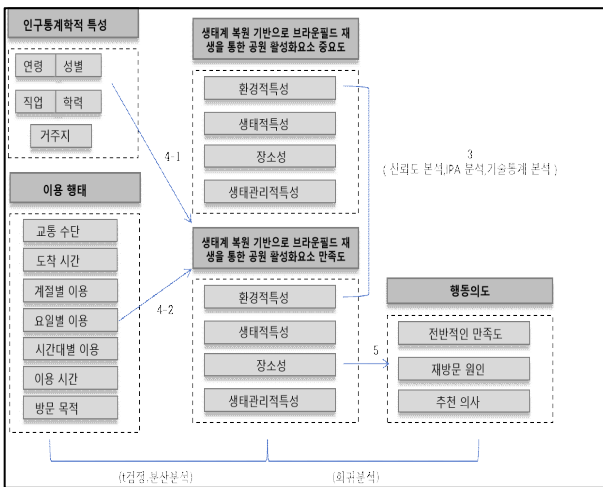 인구통계학적 특성
연령 성별
직업 학력
거주지
이용 행태
교통 수단
도착 시간
계절별 이용
요일별 이용
시간대별 이용
이용 시간
방문 목적
4-1
4-2
생태계 복원 기반으로 브라운필드 재
생을 통한 공원 활성화요소 중요도
환경적특성
생태적특성
장소성
생태관리적특성
생태계 복원 기반으로 브라운필드 재
생을 통한 공원 활성화요소 만족도
환경적특성
생태적특성
장소성
생태관리적특성
3
( 신뢰도 분석,IPA 분석,기술통계 분석 )
5
행동의도
전반적인 만족도
재방문 원인
추천 의사
(t검정,분산분석)
(회귀분석)